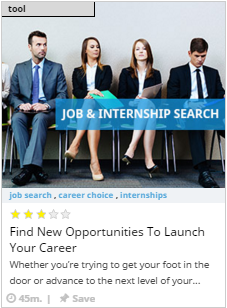 tool
JOB & INTERNSHIP SEARCH
job search , career choice , internships
Find New Opportunities To Launch
Your Career
Whether you're trying to get your foot in the
door or advance to the next level of your...
45m. | Save